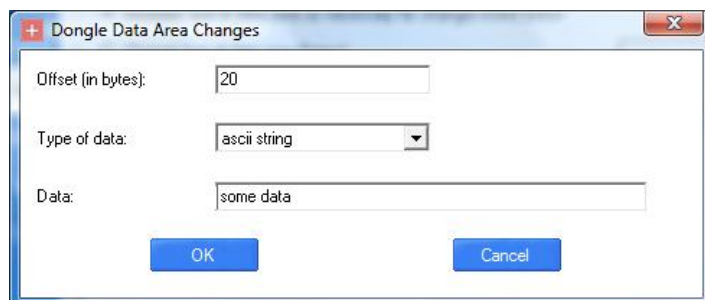 Dongle Data Area Changes
Offset (in bytes): 20
Type of data: ascii string
Data: some data
OK Cancel